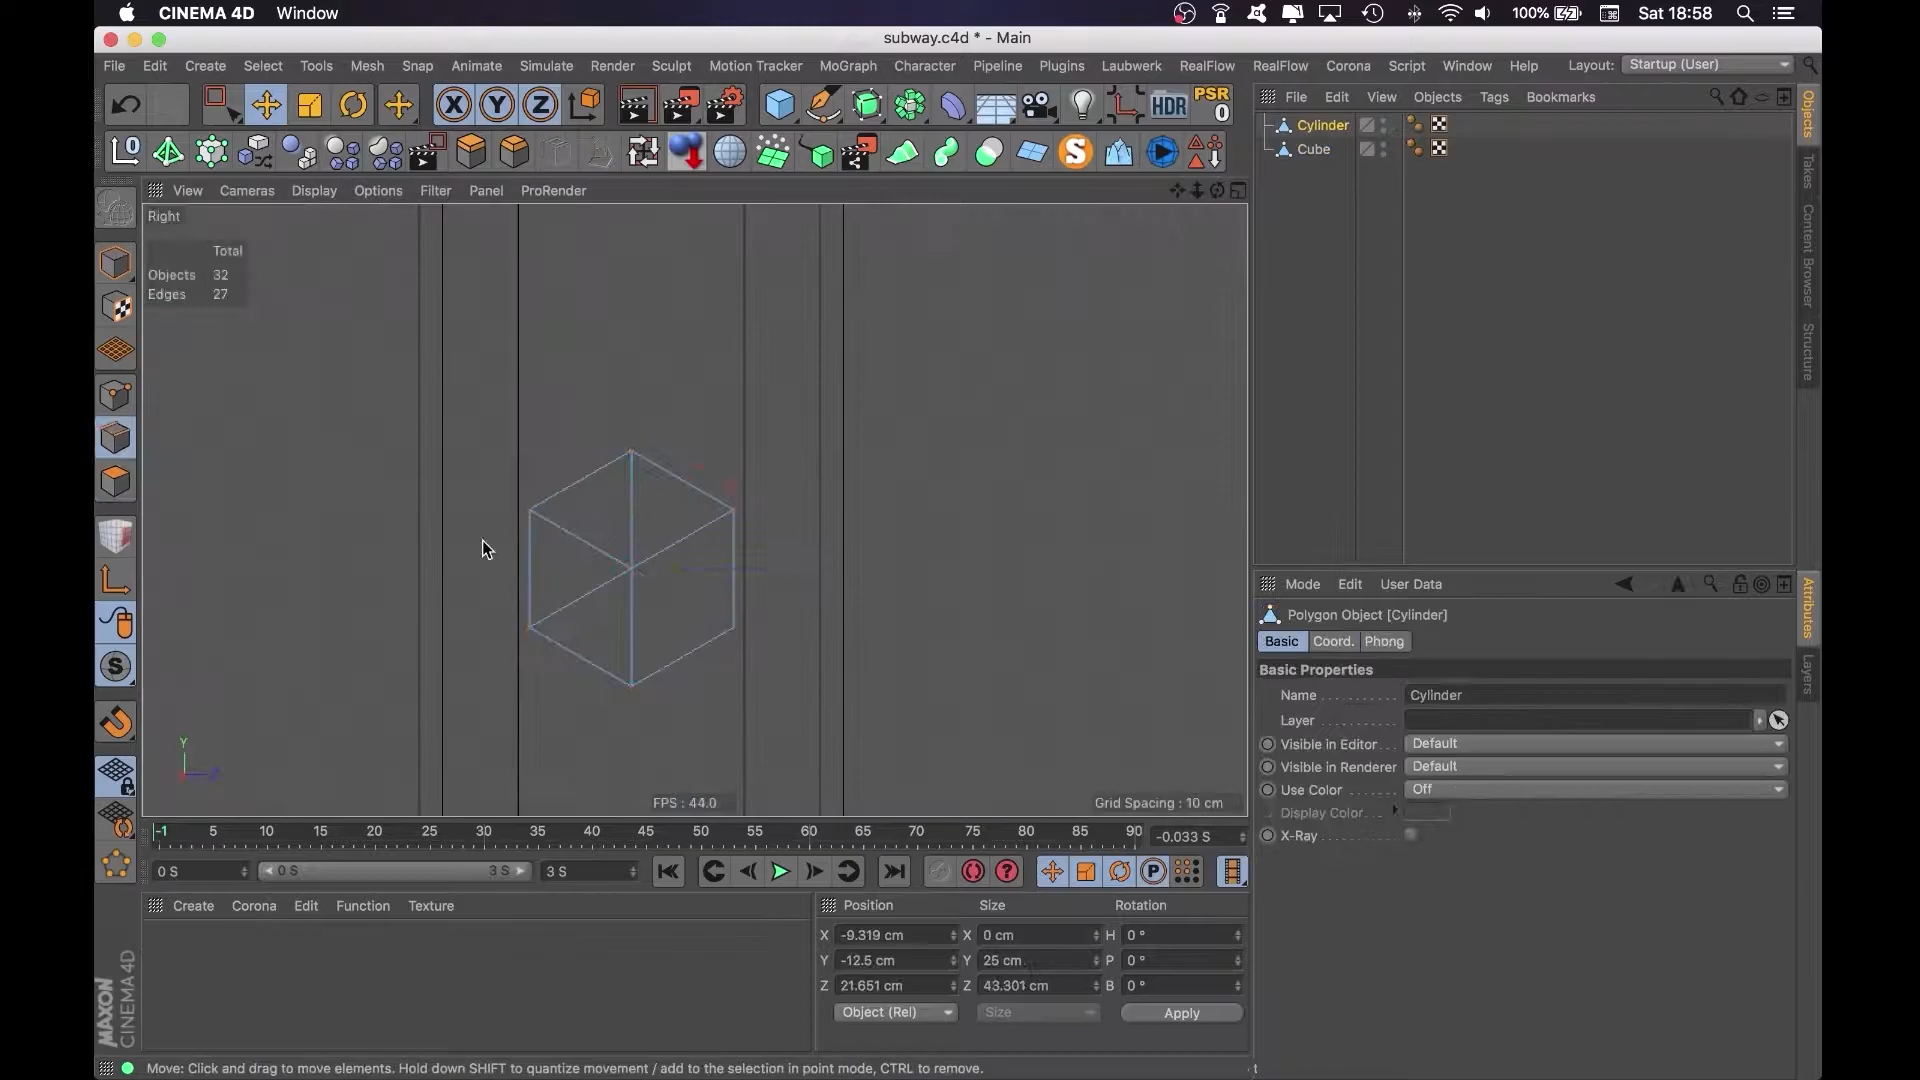 CINEMA 4D Window 100% Sat 18:58
subway.c4d * - Main
File Edit Create Select Tools Mesh Snap Animate Simulate Render Sculpt Motion Tracker MoGraph Character Pipeline Plugins Laubwerk RealFlow RealFlow Corona Script Window Help Layout: Startup (User)
X Y Z HDR PSR 0
File Edit View Objects Tags Bookmarks
0 S
Cylinder
Cube
View Cameras Display Options Filter Panel ProRender
Right
Total
Objects 32
Edges 27
S
Y
Z
FPS : 44.0
Grid Spacing : 10 cm
Objects
Takes
Content Browser
Structure
Mode Edit User Data
Polygon Object [Cylinder]
Basic Coord. Phong
Basic Properties
Name Cylinder
Layer
Visible in Editor Default
Visible in Renderer Default
Use Color Off
Display Color
X-Ray
Attributes
Layers
-1 5 10 15 20 25 30 35 40 45 50 55 60 65 70 75 80 85 90 -0.033 S
0 S 0 S 3 S 3 S ? P
Create Corona Edit Function Texture
Position Size Rotation
X -9.319 cm X 0 cm H 0 °
Y -12.5 cm Y 25 cm P 0 °
Z 21.651 cm Z 43.301 cm B 0 °
Object (Rel) Size Apply
MAXON
CINEMA 4D
Move: Click and drag to move elements. Hold down SHIFT to quantize movement / add to the selection in point mode, CTRL to remove.